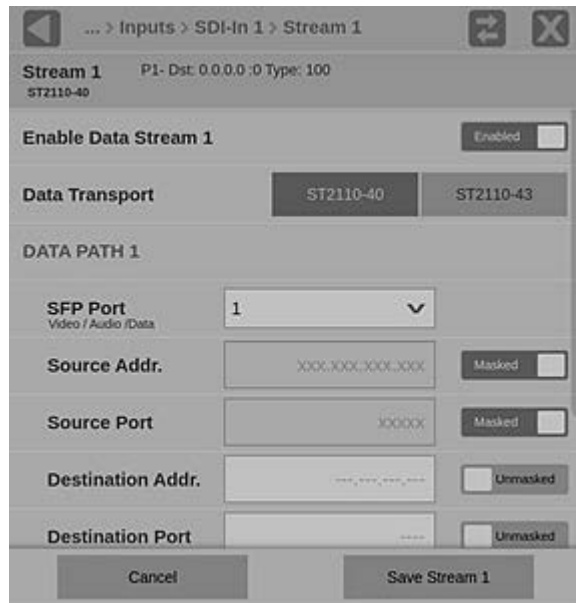 ... > Inputs > SDI-In 1 > Stream 1
Stream 1 P1- Dst: 0.0.0.0 :0 Type: 100
ST2110-40
Enable Data Stream 1 Enabled
Data Transport ST2110-40 ST2110-43
DATA PATH 1
SFP Port 1
Video / Audio /Data
Source Addr. xxx.xxx.xxx.xxx Masked
Source Port xxxxx Masked
Destination Addr. ---.---.---.--- Unmasked
Destination Port ---- Unmasked
Cancel Save Stream 1